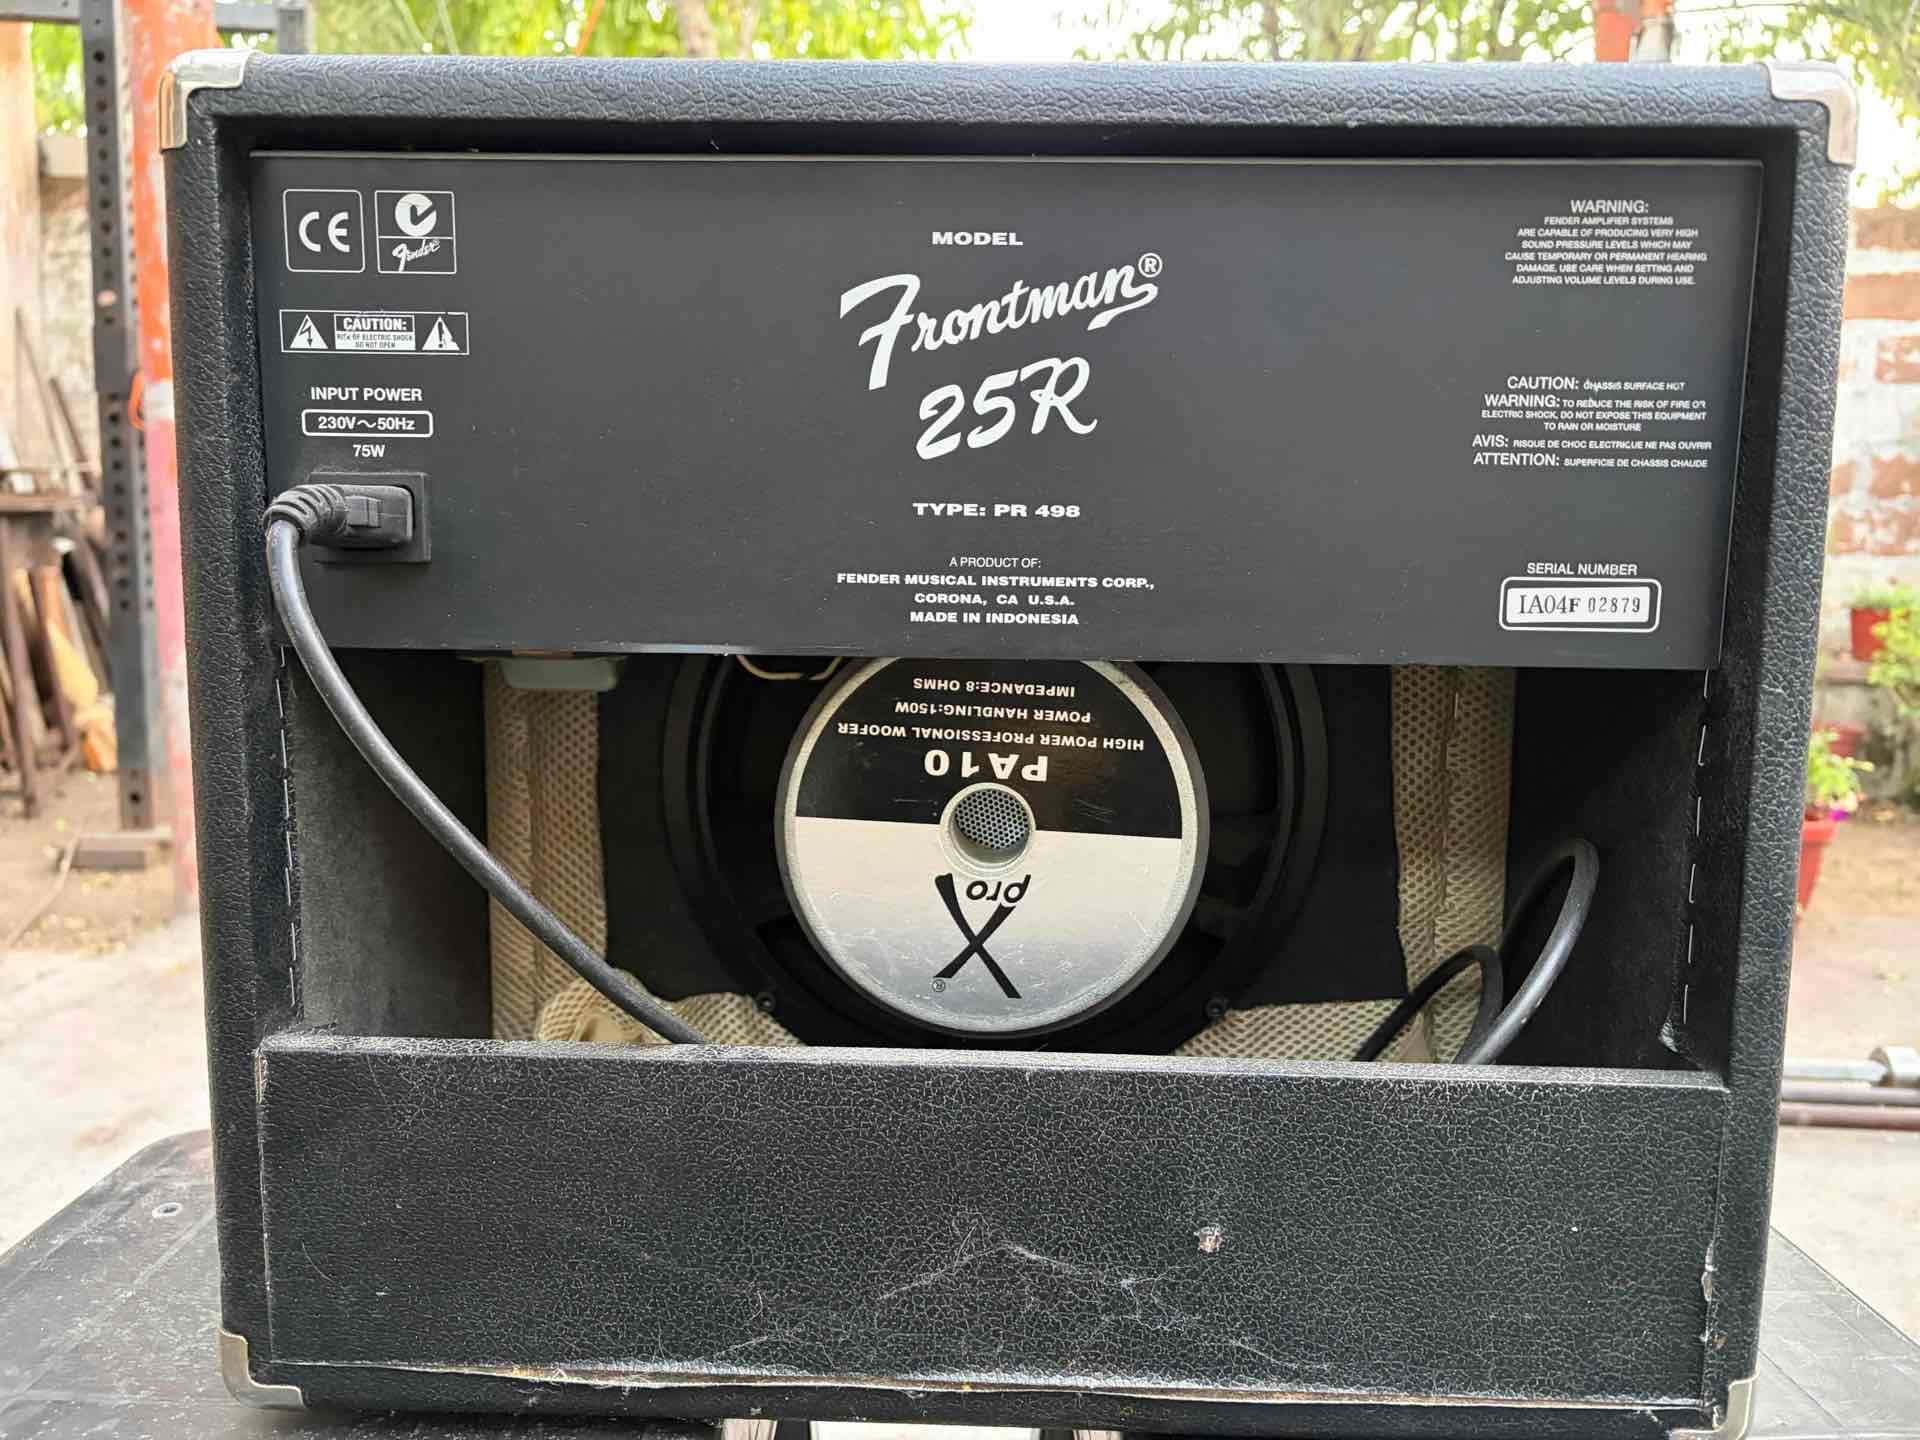 CE
Fender®
CAUTION:
RISK OF ELECTRIC SHOCK
DO NOT OPEN
INPUT POWER
230V~50Hz
75W
MODEL
Frontman®
25R
TYPE: PR 498
A PRODUCT OF:
FENDER MUSICAL INSTRUMENTS CORP.,
CORONA, CA U.S.A.
MADE IN INDONESIA
WARNING:
FENDER AMPLIFIER SYSTEMS
ARE CAPABLE OF PRODUCING VERY HIGH
SOUND PRESSURE LEVELS WHICH MAY
CAUSE TEMPORARY OR PERMANENT HEARING
DAMAGE. USE CARE WHEN SETTING AND
ADJUSTING VOLUME LEVELS DURING USE.
CAUTION: CHASSIS SURFACE HOT
WARNING: TO REDUCE THE RISK OF FIRE OR
ELECTRIC SHOCK, DO NOT EXPOSE THIS EQUIPMENT
TO RAIN OR MOISTURE
AVIS: RISQUE DE CHOC ELECTRIQUE NE PAS OUVRIR
ATTENTION: SUPERFICIE DE CHASSIS CHAUDE
SERIAL NUMBER
IA04F 02879
X pro
®
PA10
HIGH POWER PROFESSIONAL WOOFER
POWER HANDLING:150W
IMPEDANCE:8 OHMS